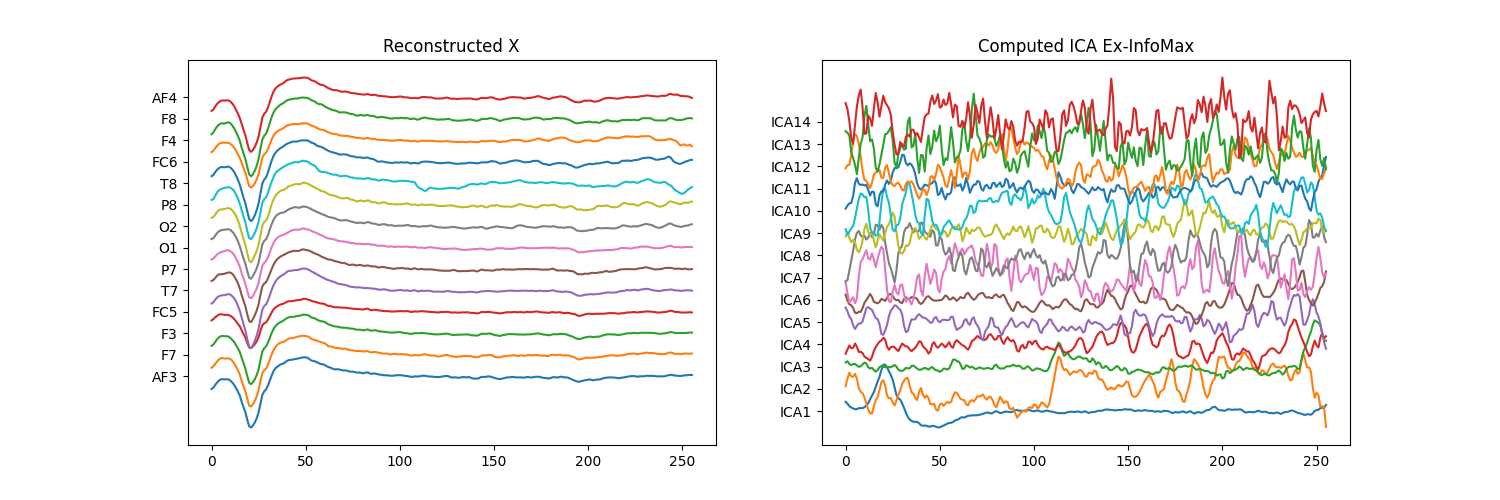 Reconstructed X
AF4
F8
F4
FC6
T8
P8
O2
O1
P7
T7
FC5
F3
F7
AF3
0 50 100 150 200 250
Computed ICA Ex-InfoMax
ICA14
ICA13
ICA12
ICA11
ICA10
ICA9
ICA8
ICA7
ICA6
ICA5
ICA4
ICA3
ICA2
ICA1
0 50 100 150 200 250